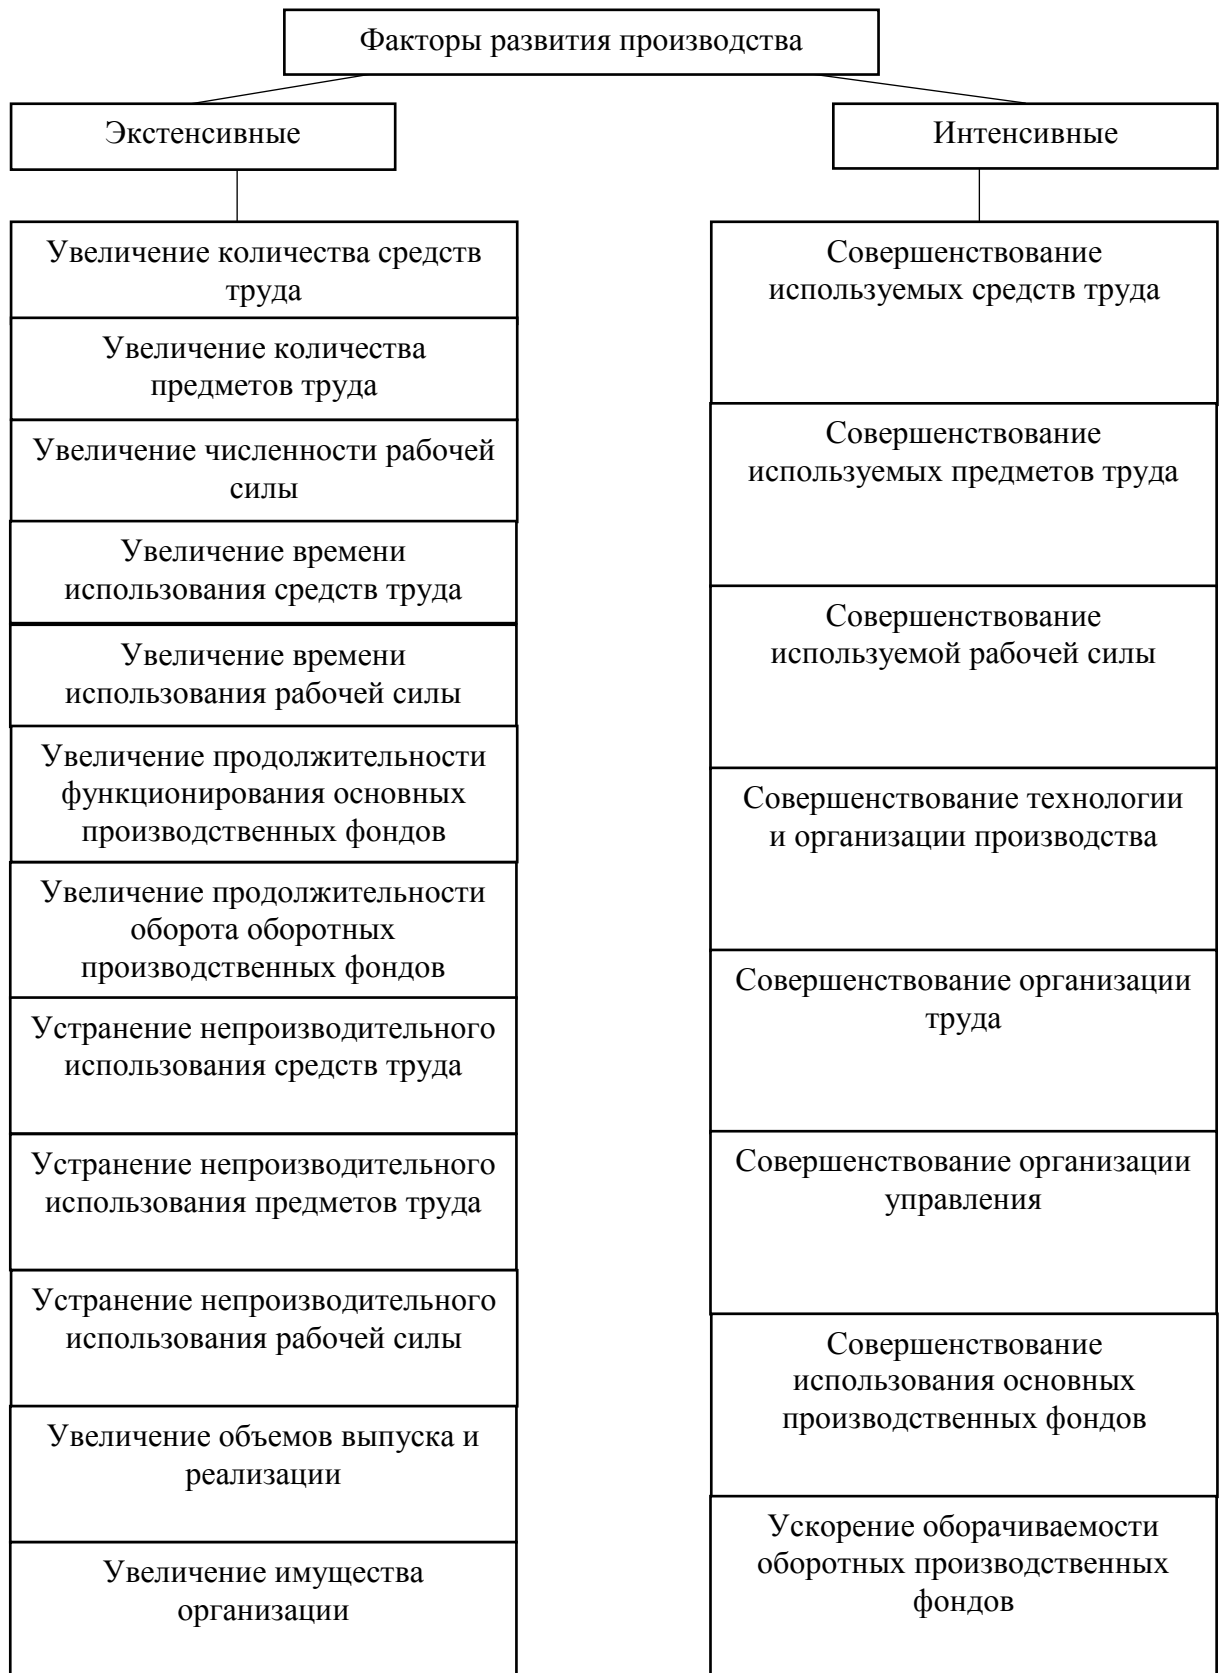 Факторы развития производства
Экстенсивные
Интенсивные
Увеличение количества средств
труда
Увеличение количества
предметов труда
Увеличение численности рабочей
силы
Увеличение времени
использования средств труда
Увеличение времени
использования рабочей силы
Увеличение продолжительности
функционирования основных
производственных фондов
Увеличение продолжительности
оборота оборотных
производственных фондов
Устранение непроизводительного
использования средств труда
Устранение непроизводительного
использования предметов труда
Устранение непроизводительного
использования рабочей силы
Увеличение объемов выпуска и
реализации
Увеличение имущества
организации
Совершенствование
используемых средств труда
Совершенствование
используемых предметов труда
Совершенствование
используемой рабочей силы
Совершенствование технологии
и организации производства
Совершенствование организации
труда
Совершенствование организации
управления
Совершенствование
использования основных
производственных фондов
Ускорение оборачиваемости
оборотных производственных
фондов